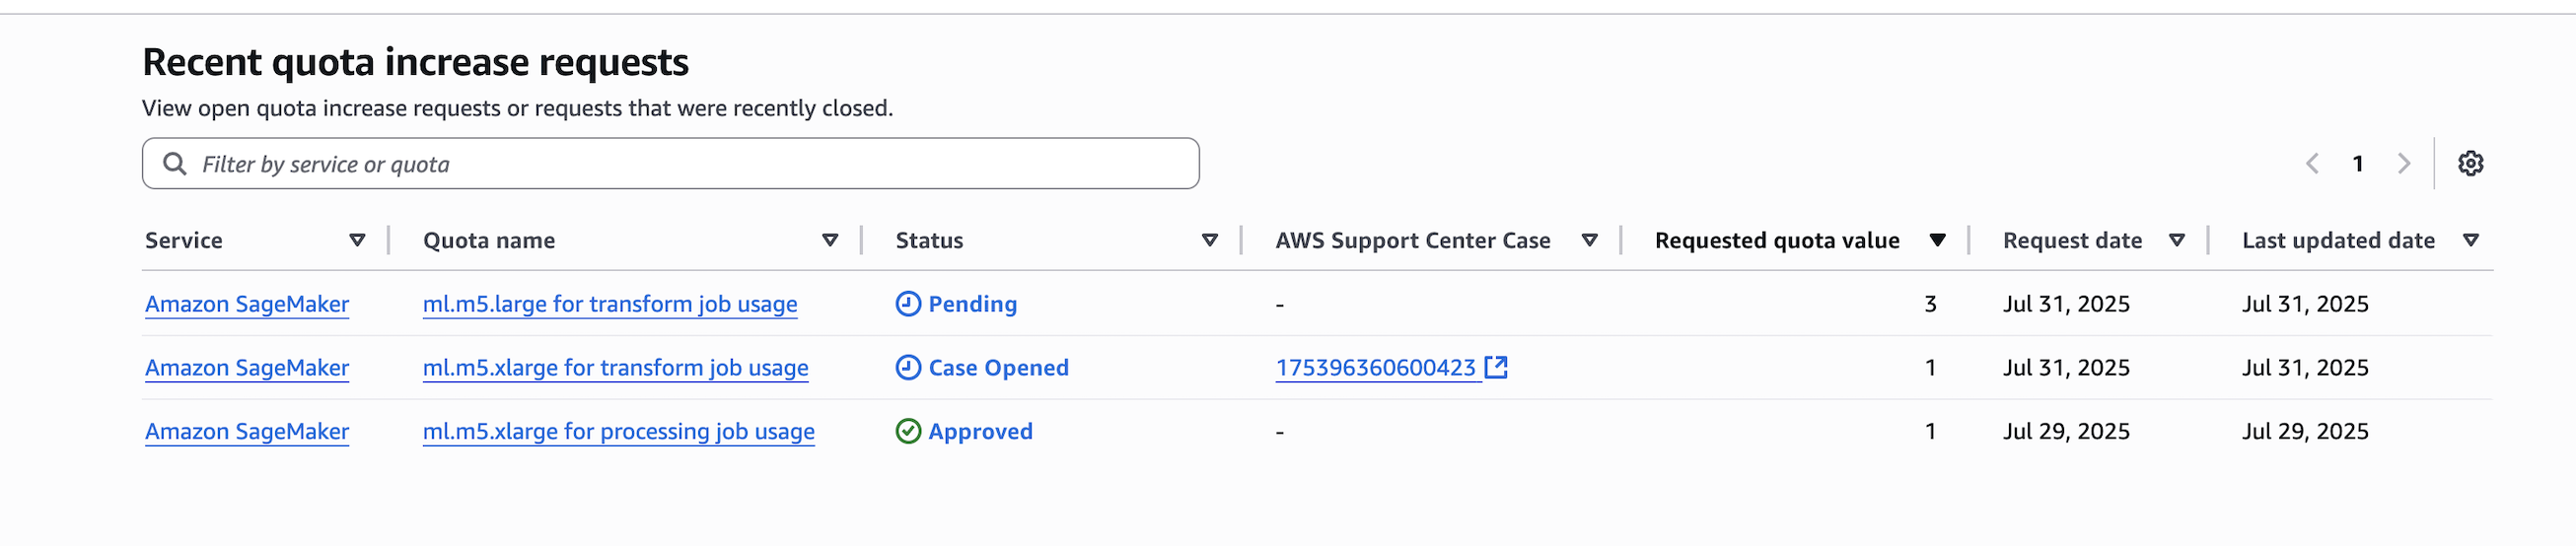 Recent quota increase requests
View open quota increase requests or requests that were recently closed.
Filter by service or quota
1
Service Quota name Status AWS Support Center Case Requested quota value Request date Last updated date
Amazon SageMaker ml.m5.large for transform job usage Pending - 3 Jul 31, 2025 Jul 31, 2025
Amazon SageMaker ml.m5.xlarge for transform job usage Case Opened 175396360600423 1 Jul 31, 2025 Jul 31, 2025
Amazon SageMaker ml.m5.xlarge for processing job usage Approved - 1 Jul 29, 2025 Jul 29, 2025